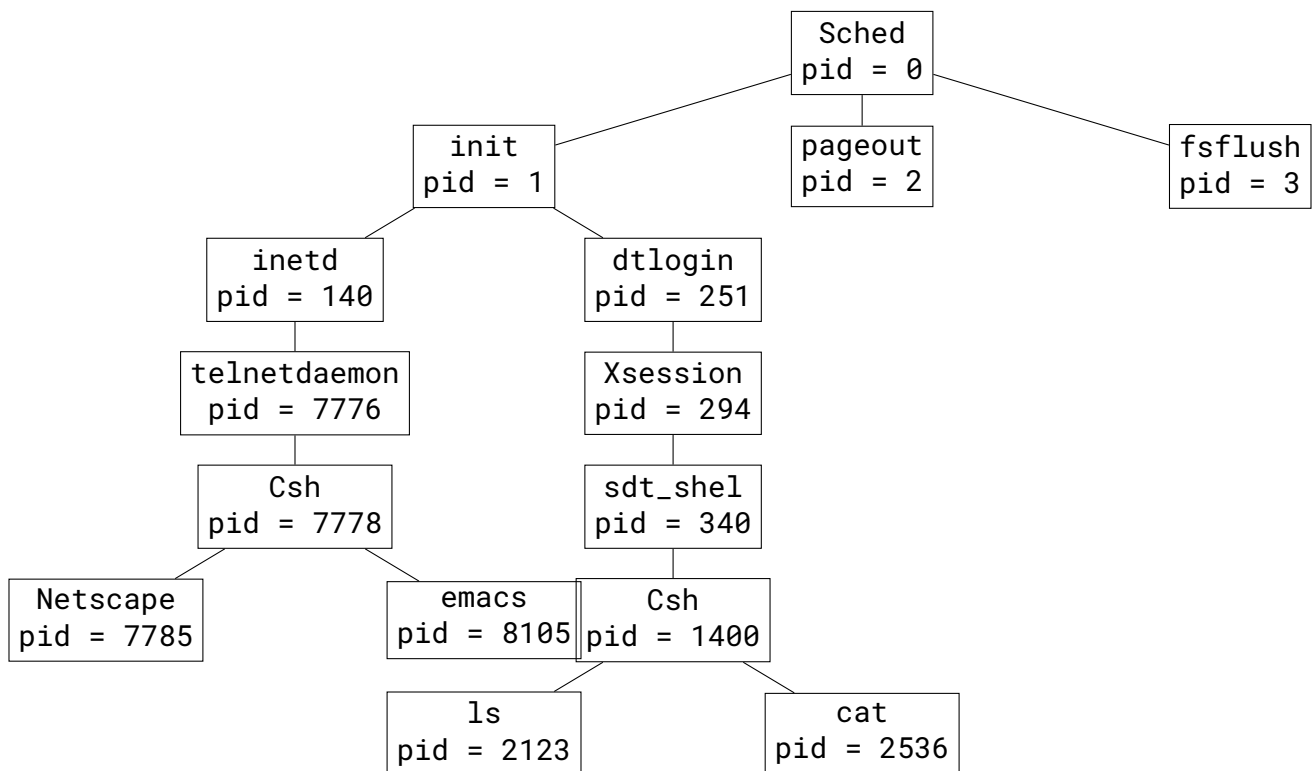 Sched
pid = 0
init
pid = 1
pageout
pid = 2
fsflush
pid = 3
inetd
pid = 140
dtlogin
pid = 251
telnetdaemon
pid = 7776
Xsession
pid = 294
Csh
pid = 7778
sdt_shel
pid = 340
Netscape
pid = 7785
emacs
pid = 8105
Csh
pid = 1400
ls
pid = 2123
cat
pid = 2536